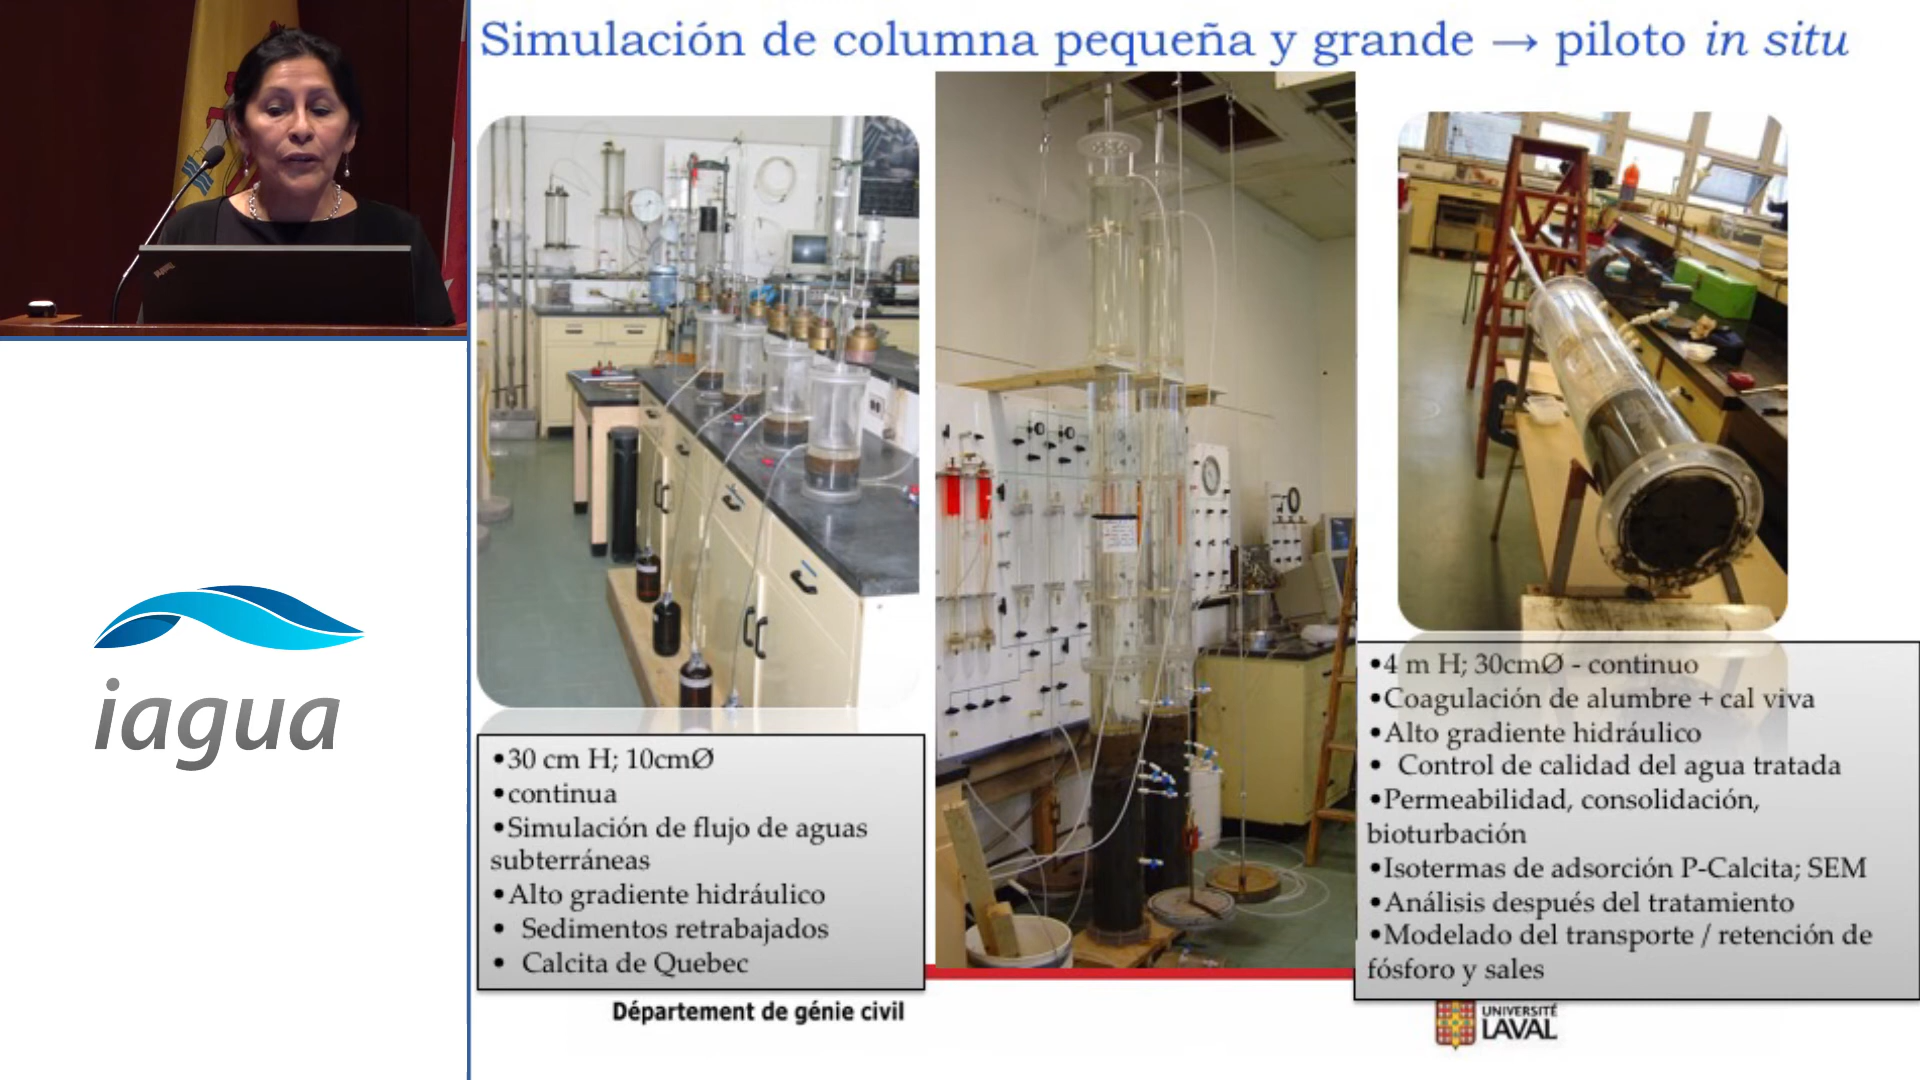 Simulación de columna pequeña y grande → piloto in situ
iagua
•30 cm H; 10cmØ
•continua
•Simulación de flujo de aguas
subterráneas
•Alto gradiente hidráulico
• Sedimentos retrabajados
• Calcita de Quebec
•4 m H; 30cmØ - continuo
•Coagulación de alumbre + cal viva
•Alto gradiente hidráulico
• Control de calidad del agua tratada
•Permeabilidad, consolidación,
bioturbación
•Isotermas de adsorción P-Calcita; SEM
•Análisis después del tratamiento
•Modelado del transporte / retención de
fósforo y sales
Département de génie civil
UNIVERSITÉ
LAVAL